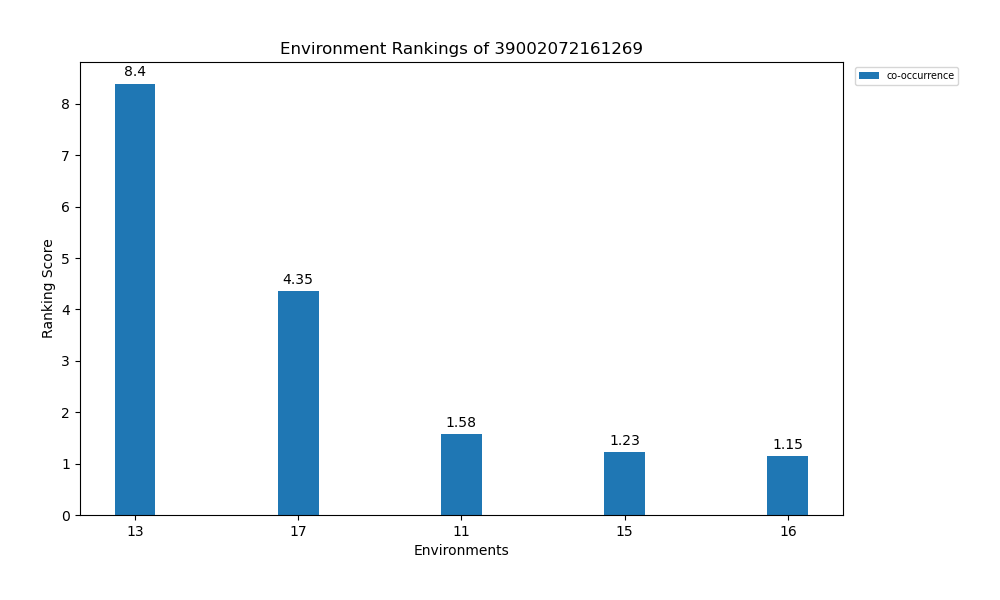 Environment Rankings of 39002072161269
co-occurrence
Ranking Score
8
7
6
5
4
3
2
1
0
8.4
4.35
1.58
1.23
1.15
13 17 11 15 16
Environments